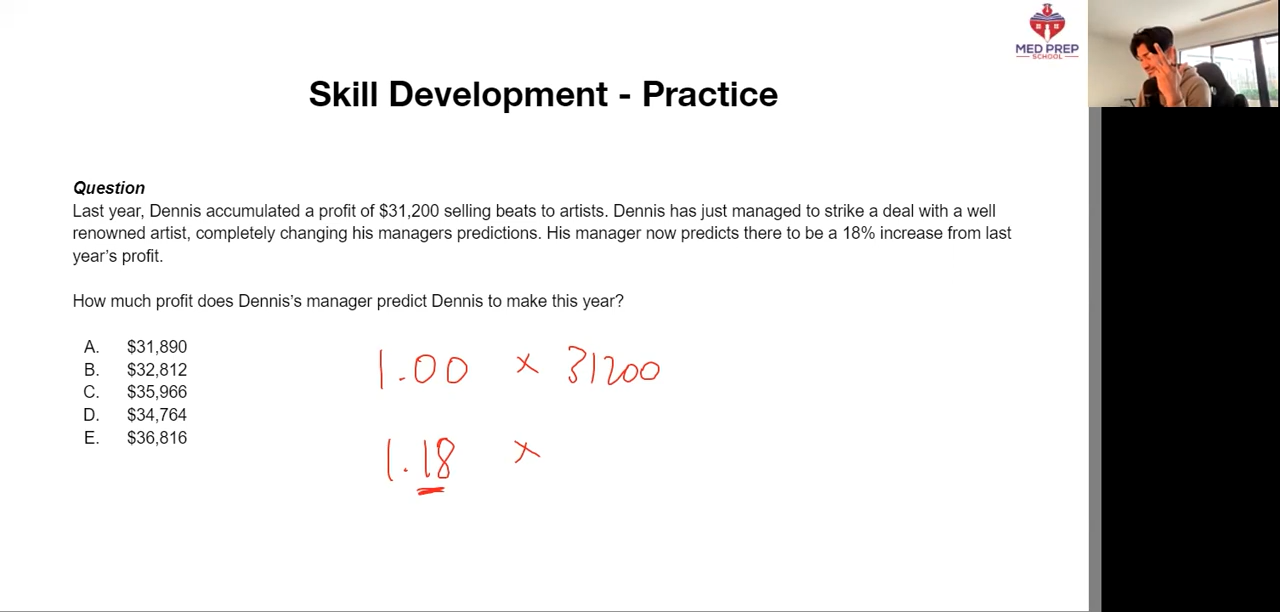 MED PREP
SCHOOL
Skill Development - Practice
Question
Last year, Dennis accumulated a profit of $31,200 selling beats to artists. Dennis has just managed to strike a deal with a well
renowned artist, completely changing his managers predictions. His manager now predicts there to be a 18% increase from last
year's profit.
How much profit does Dennis's manager predict Dennis to make this year?
A. $31,890
B. $32,812
C. $35,966
D. $34,764
E. $36,816
1.00 × 31200
1.18 ×